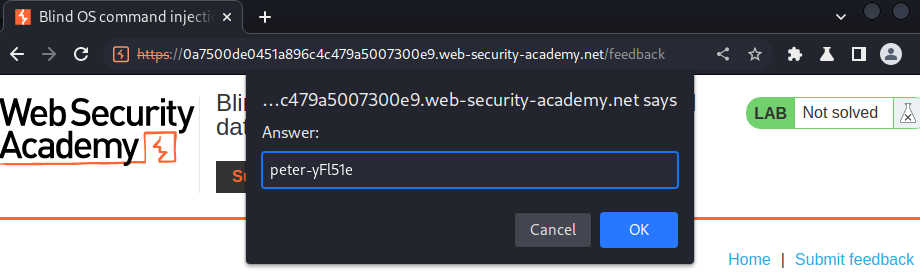 Blind OS command injecti
https://0a7500de0451a896c4c479a5007300e9.web-security-academy.net/feedback
...c479a5007300e9.web-security-academy.net says
Answer:
peter-yFl51e
Cancel
OK
Web Security
Academy
Blin
dat
LAB
Not solved
Home | Submit feedback